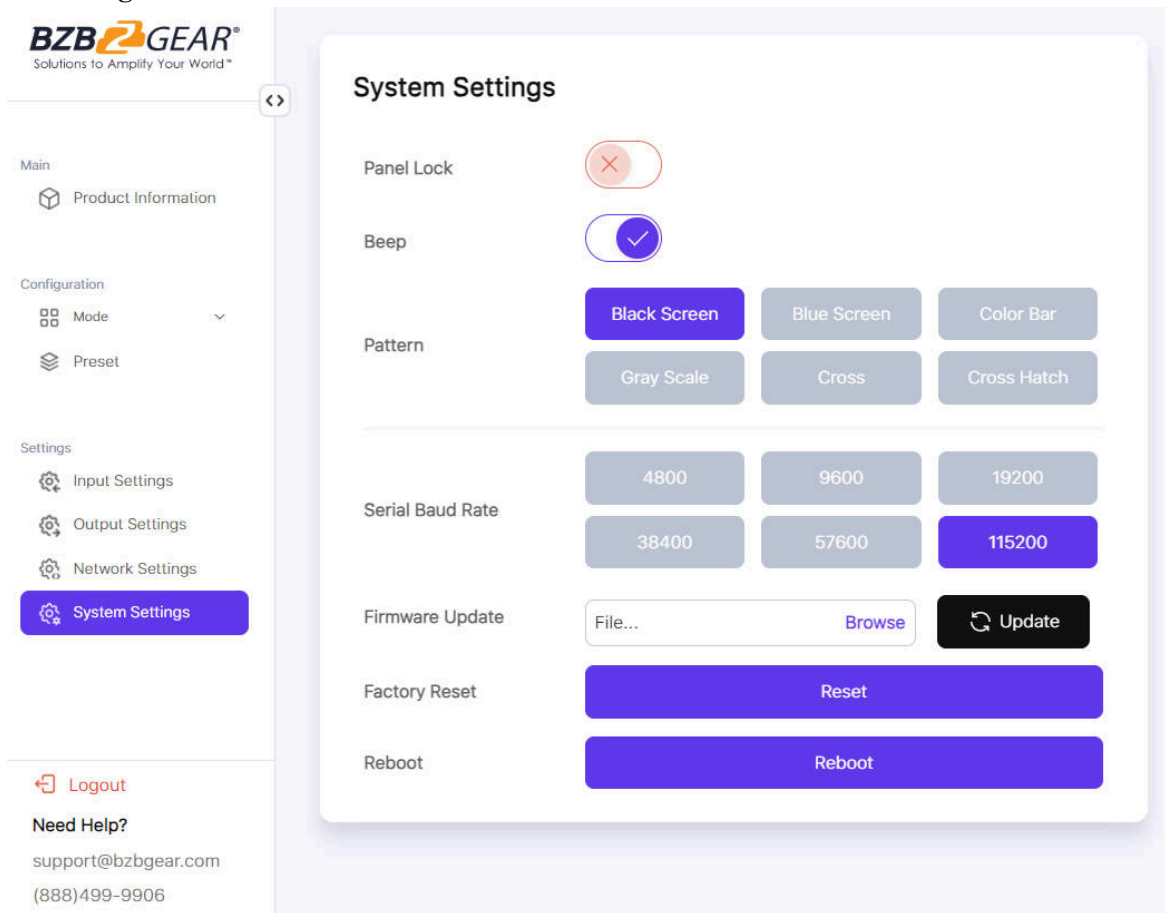 BZB GEAR®
Solutions to Amplify Your World™
Main
Product Information
Configuration
Mode
Preset
Settings
Input Settings
Output Settings
Network Settings
System Settings
Logout
Need Help?
support@bzbgear.com
(888)499-9906
System Settings
Panel Lock
Beep
Pattern
Black Screen Blue Screen Color Bar
Gray Scale Cross Cross Hatch
Serial Baud Rate
4800 9600 19200
38400 57600 115200
Firmware Update File... Browse Update
Factory Reset Reset
Reboot Reboot